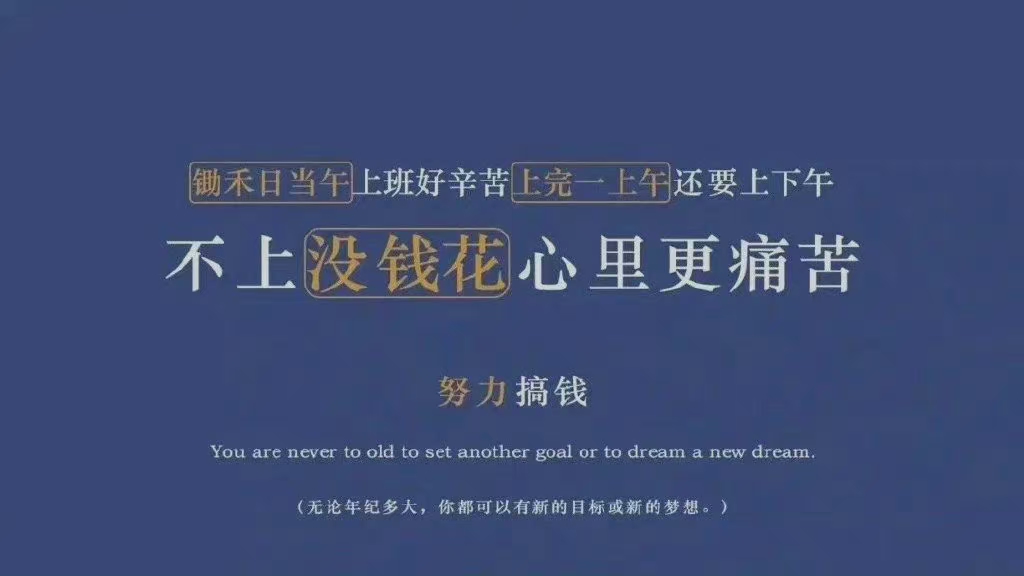 锄禾日当午上班好辛苦上完一上午还要上下午
不上没钱花心里更痛苦
努力搞钱
You are never to old to set another goal or to dream a new dream.
（无论年纪多大，你都可以有新的目标或新的梦想。）